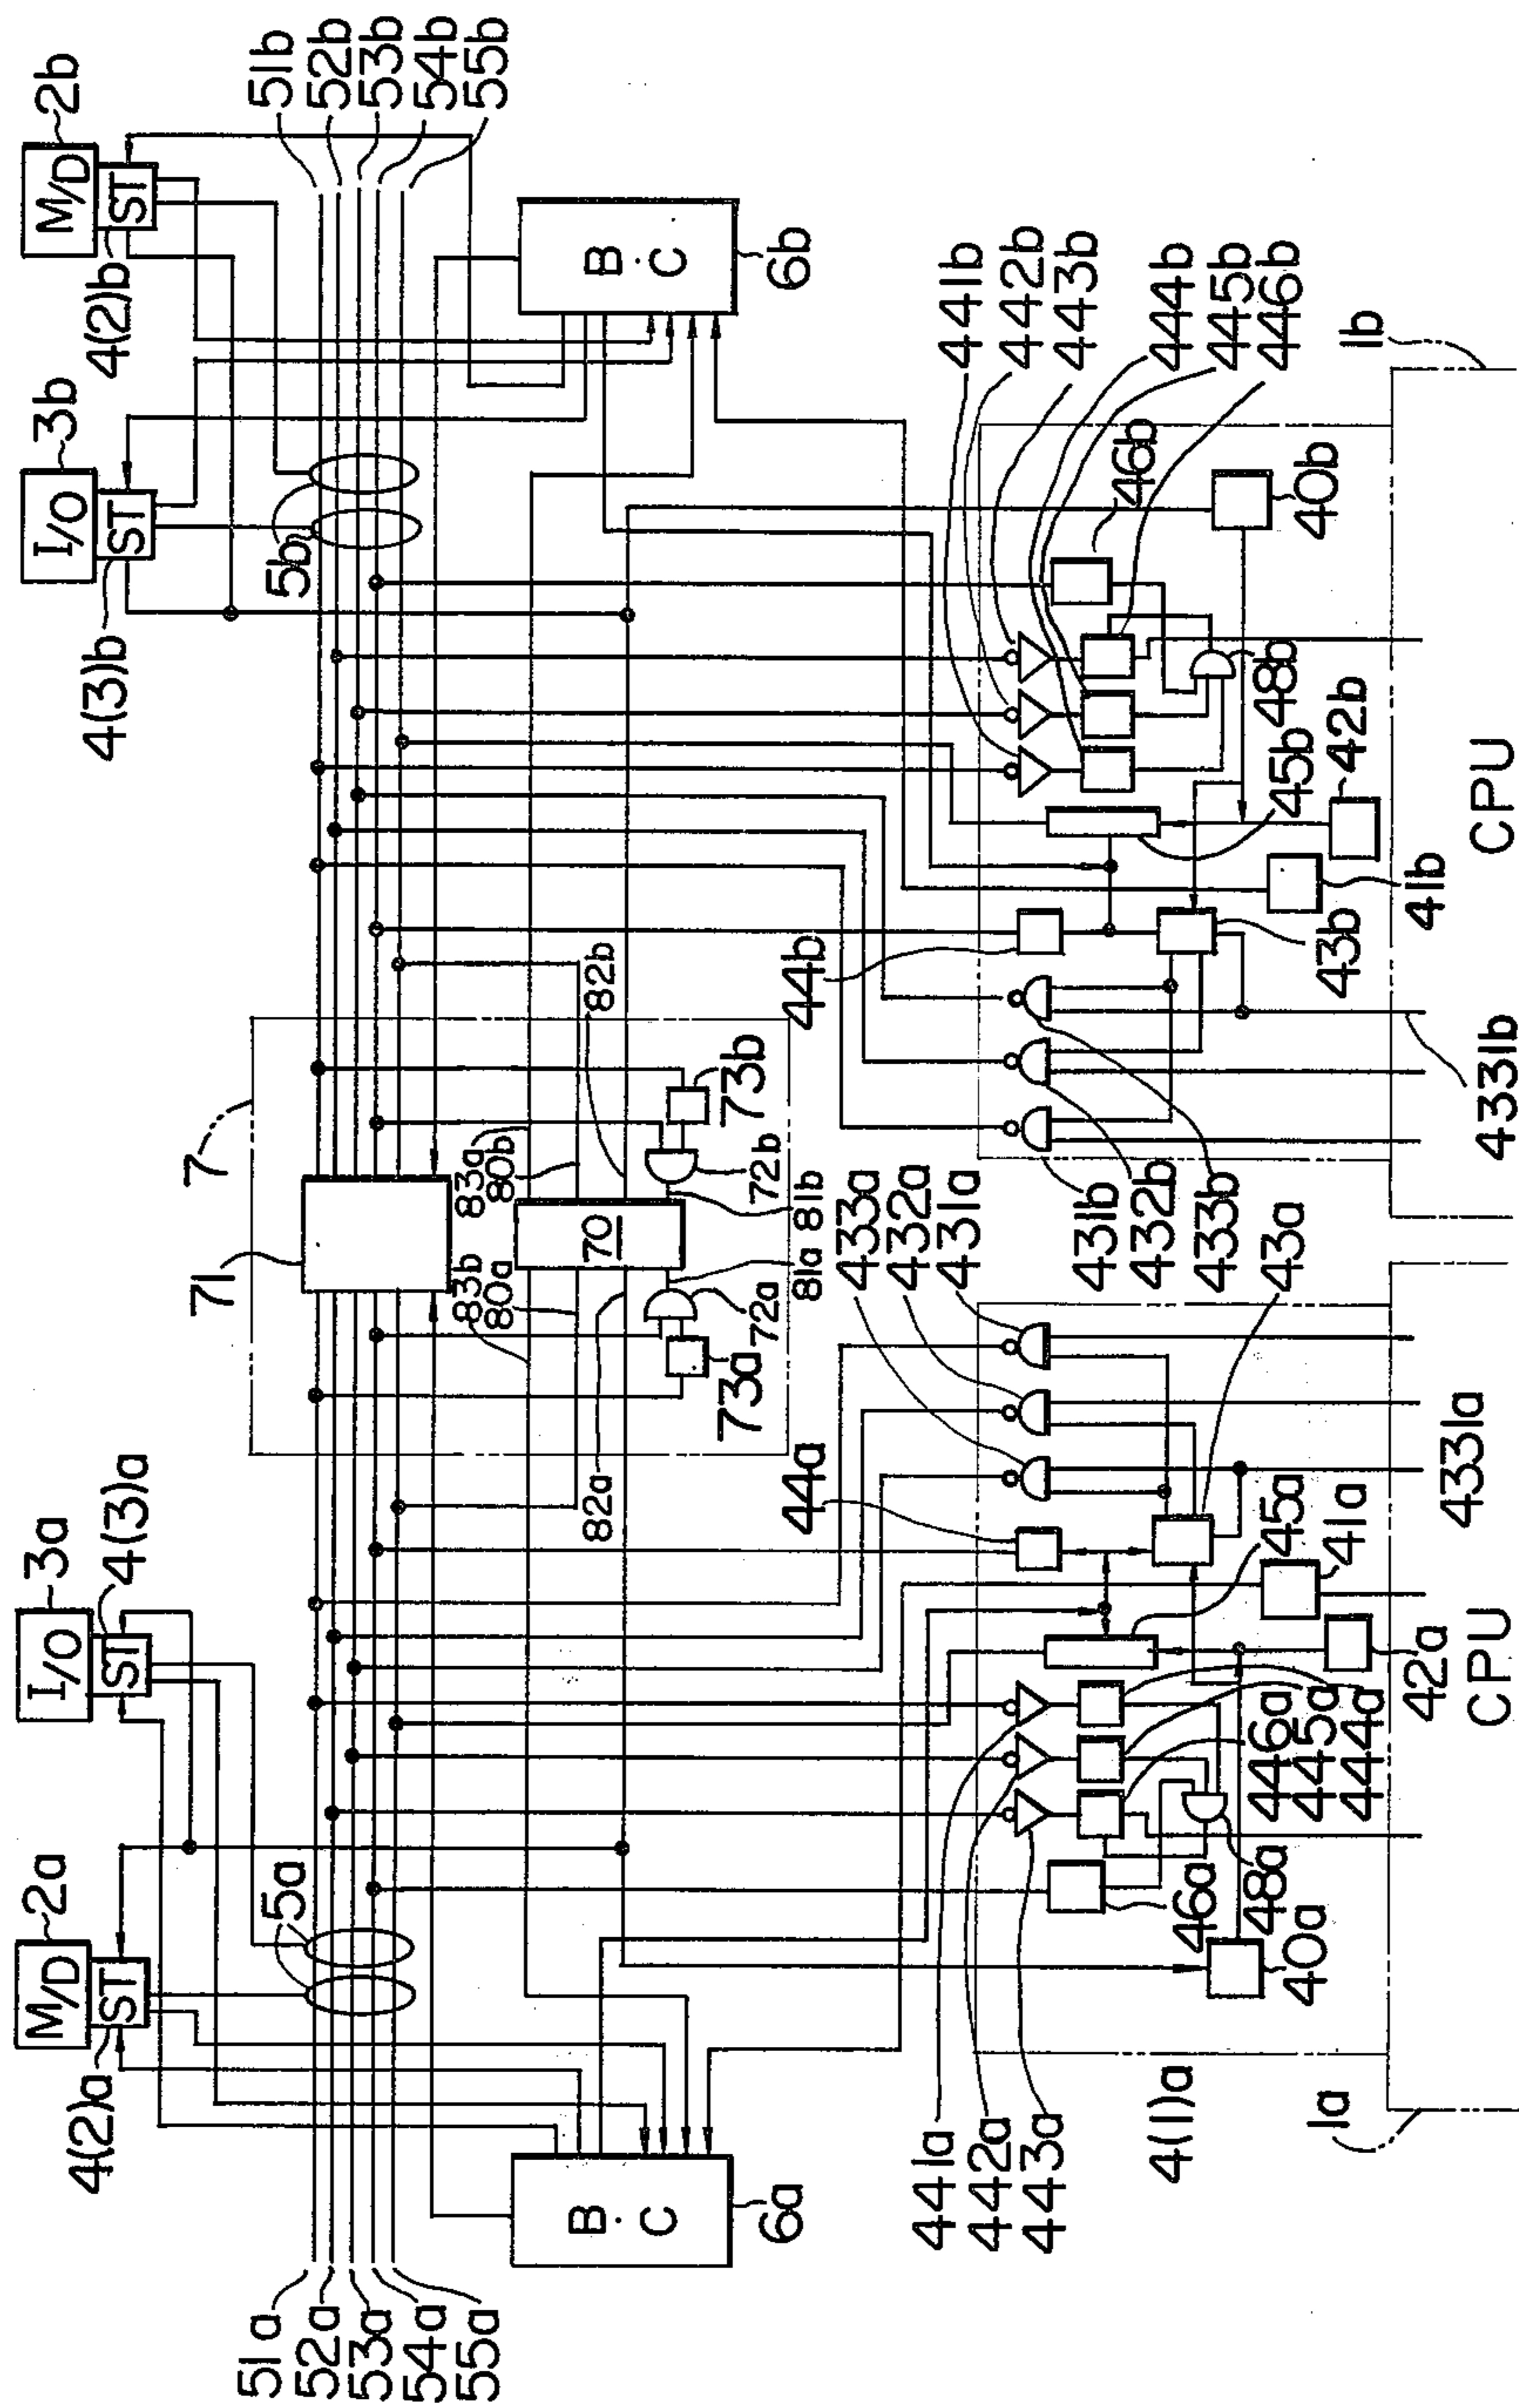 M/D
2a
I/O
3a
ST
4(2)a
ST
4(3)a
I/O
3b
M/D
2b
ST
4(3)b
ST
4(2)b
51a
52a
53a
54a
55a
5a
7
71
5b
51b
52b
53b
54b
55b
B·C
6a
83b
80a
82a
83a
80b
82b
70
73a
72a
81a
81b
72b
73b
B·C
6b
441a
442a
443a
44a
433a
432a
431a
44b
441b
442b
443b
444b
445b
446b
46b
40b
4(1)a
46a
48a
40a
446a
445a
444a
45a
41a
42a
43a
4331a
431b
432b
433b
43b
41b
45b
42b
48b
4331b
1a
CPU
CPU
1b